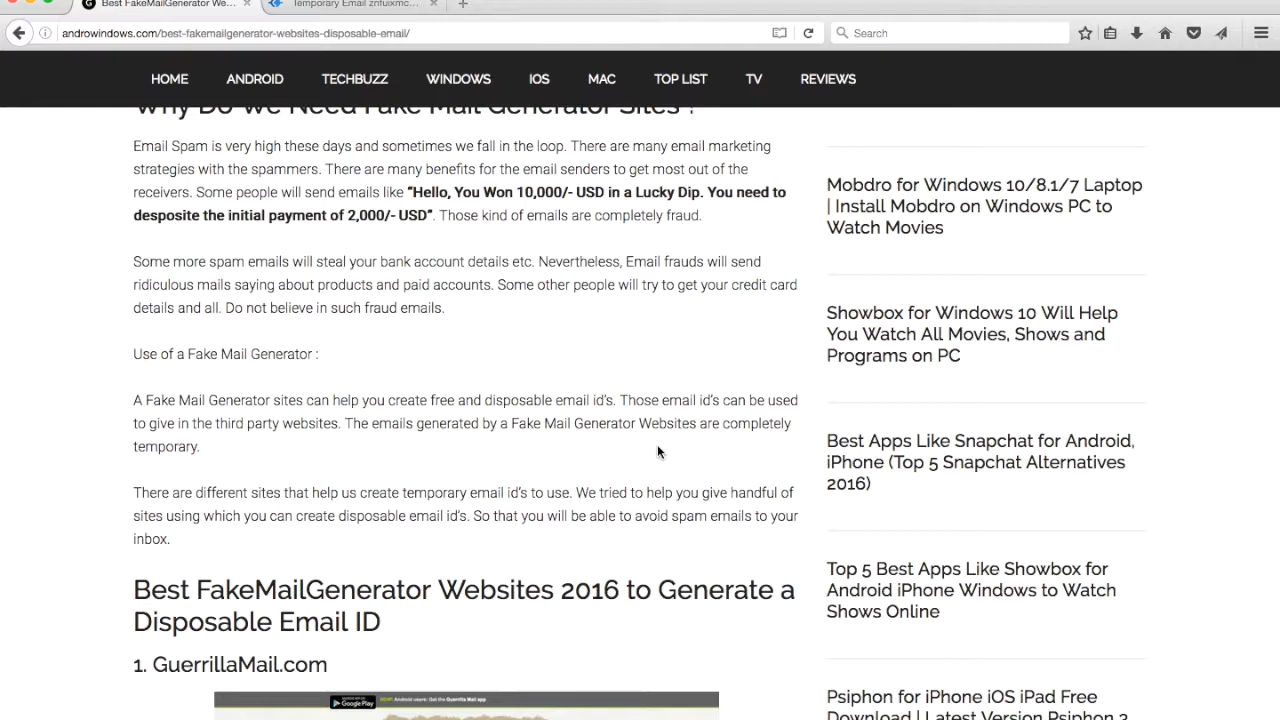 Best FakeMailGenerator We...
Temporary Email znfuixmc...
androwindows.com/best-fakemailgenerator-websites-disposable-email/
Search
HOME ANDROID TECHBUZZ WINDOWS IOS MAC TOP LIST TV REVIEWS
Why Do We Need Fake Mail Generator Sites ?
Email Spam is very high these days and sometimes we fall in the loop. There are many email marketing
strategies with the spammers. There are many benefits for the email senders to get most out of the
receivers. Some people will send emails like “Hello, You Won 10,000/- USD in a Lucky Dip. You need to
desposite the initial payment of 2,000/- USD”. Those kind of emails are completely fraud.
Some more spam emails will steal your bank account details etc. Nevertheless, Email frauds will send
ridiculous mails saying about products and paid accounts. Some other people will try to get your credit card
details and all. Do not believe in such fraud emails.
Use of a Fake Mail Generator :
A Fake Mail Generator sites can help you create free and disposable email id’s. Those email id’s can be used
to give in the third party websites. The emails generated by a Fake Mail Generator Websites are completely
temporary.
There are different sites that help us create temporary email id’s to use. We tried to help you give handful of
sites using which you can create disposable email id’s. So that you will be able to avoid spam emails to your
inbox.
Best FakeMailGenerator Websites 2016 to Generate a
Disposable Email ID
1. GuerrillaMail.com
Google Play
Android users: Get the Guerrilla Mail app
Mobdro for Windows 10/8.1/7 Laptop
| Install Mobdro on Windows PC to
Watch Movies
Showbox for Windows 10 Will Help
You Watch All Movies, Shows and
Programs on PC
Best Apps Like Snapchat for Android,
iPhone (Top 5 Snapchat Alternatives
2016)
Top 5 Best Apps Like Showbox for
Android iPhone Windows to Watch
Shows Online
Psiphon for iPhone iOS iPad Free
Download | Latest Version Psiphon 3